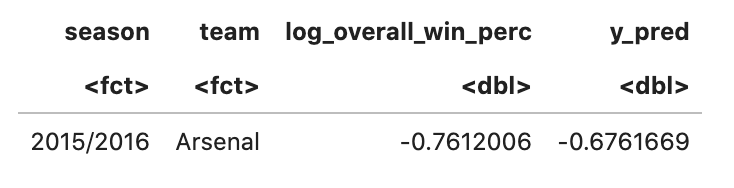 season team log_overall_win_perc y_pred
<fct> <fct> <dbl> <dbl>
2015/2016 Arsenal -0.7612006 -0.6761669